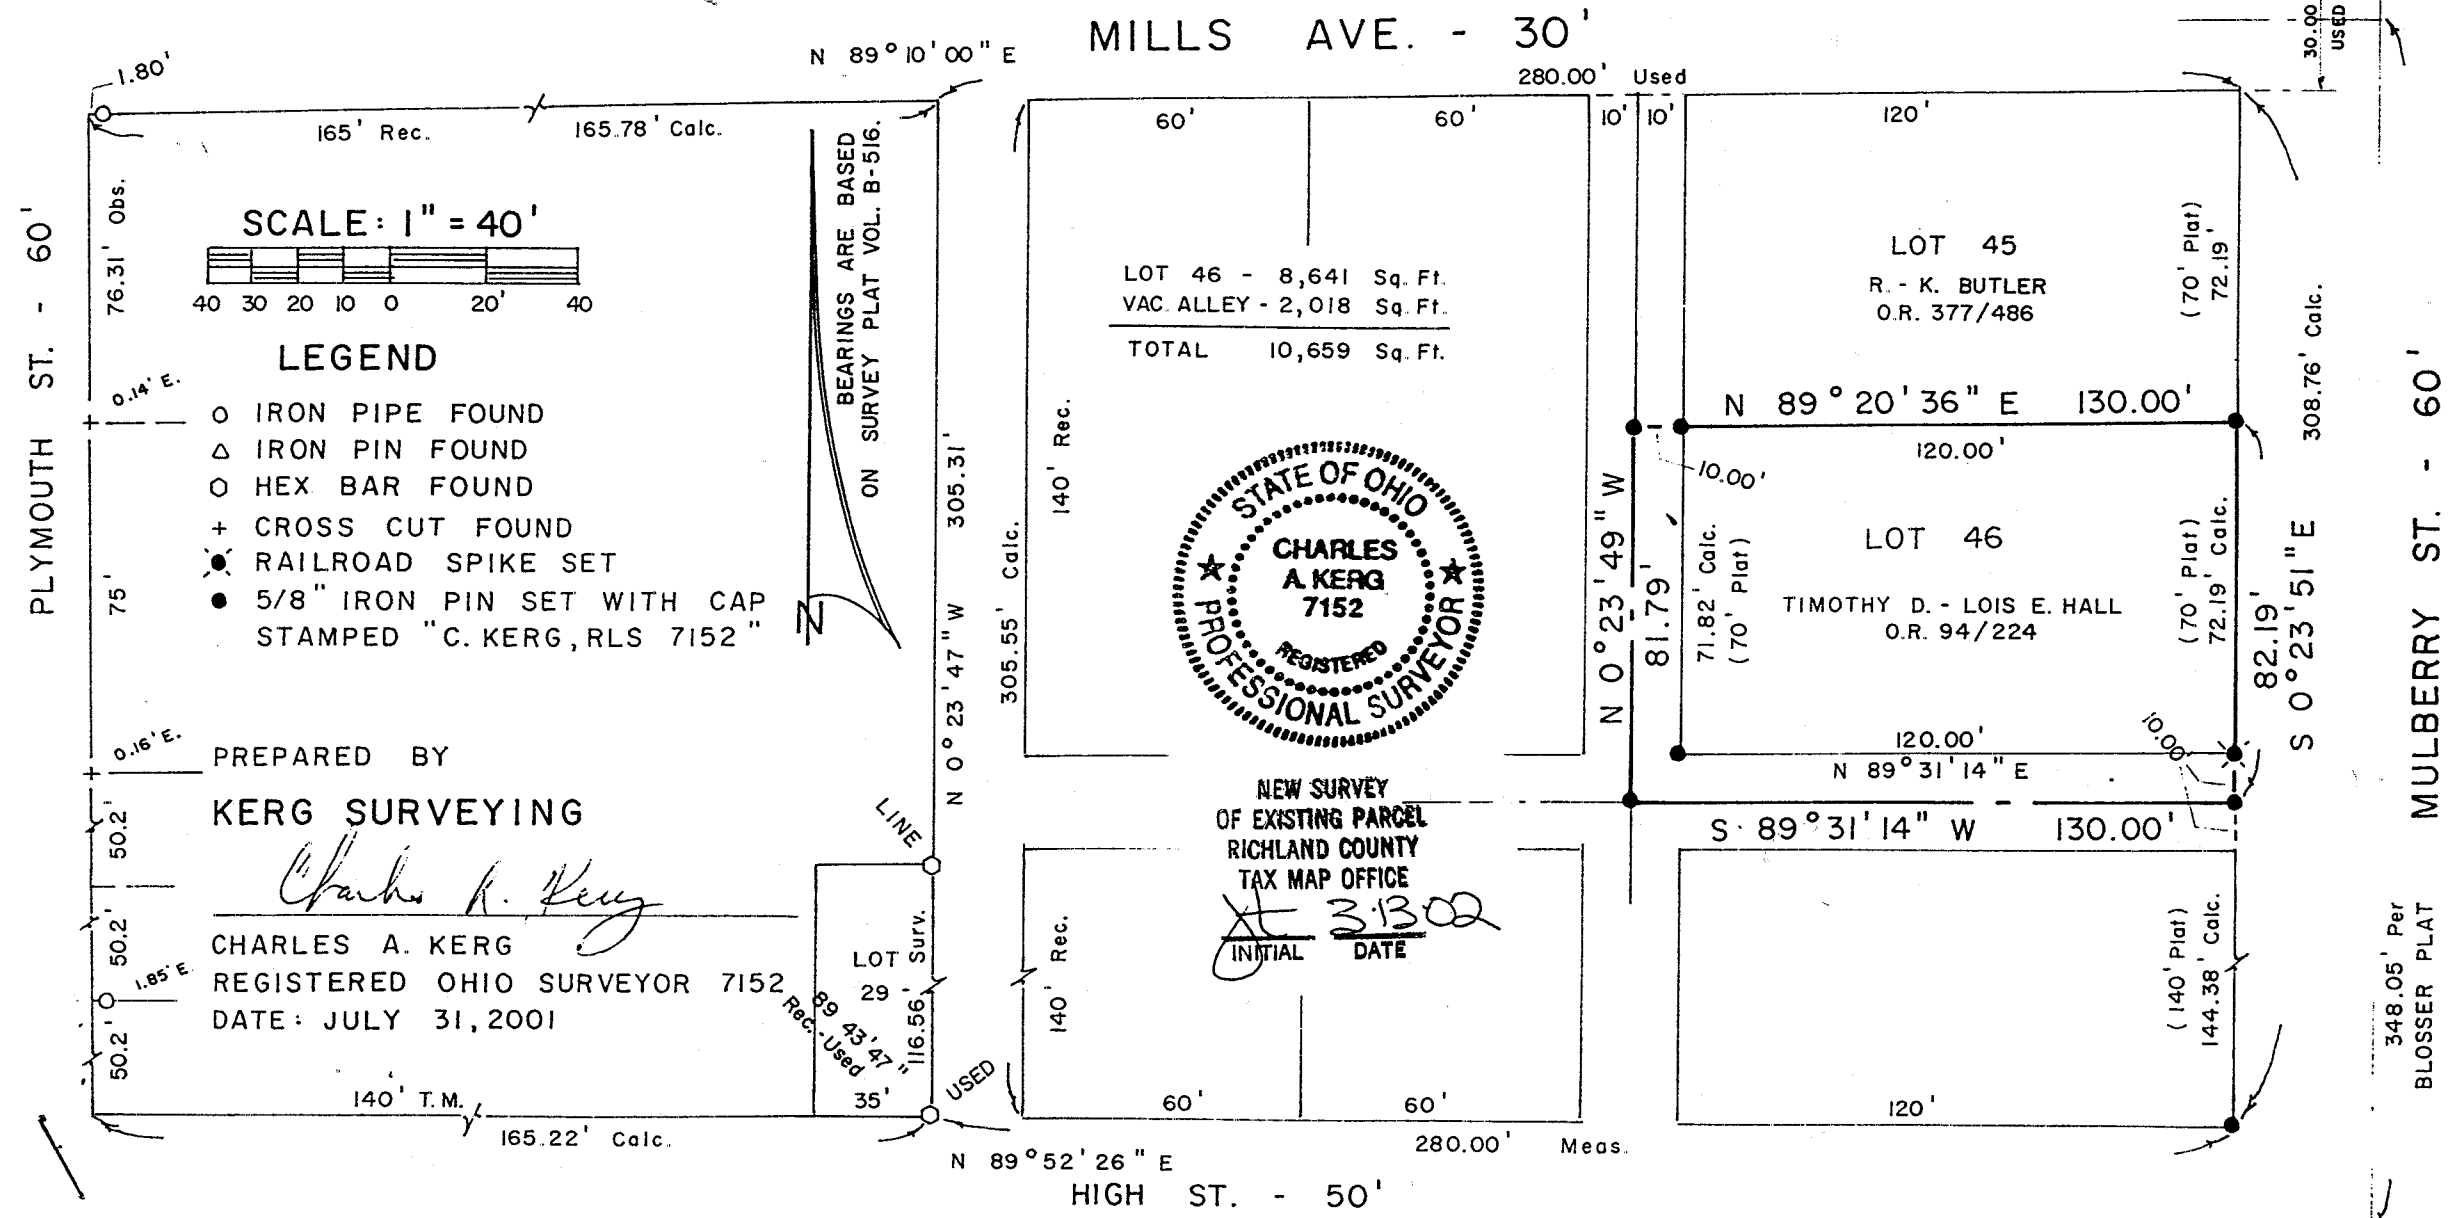 MILLS AVE. - 30'
N 89°10'00" E
280.00' Used
30.00
USED
1.80'
165' Rec.
165.78' Calc.
60'
60'
10'
10'
120'
PLYMOUTH ST. - 60'
76.31' Obs.
0.14' E.
75'
0.16' E.
50.2'
50.2'
1.85' E.
50.2'
SCALE: 1" = 40'
40 30 20 10 0 20' 40
LEGEND
IRON PIPE FOUND
IRON PIN FOUND
HEX BAR FOUND
+ CROSS CUT FOUND
RAILROAD SPIKE SET
5/8" IRON PIN SET WITH CAP
STAMPED "C. KERG, RLS 7152"
BEARINGS ARE BASED
ON SURVEY PLAT VOL. B-516.
N
PREPARED BY
KERG SURVEYING
Charles A. Kerg
CHARLES A. KERG
REGISTERED OHIO SURVEYOR 7152
DATE: JULY 31, 2001
140' T.M.
165.22' Calc.
LOT
29
35'
89 43'47"
Rec. - Used
116.56' Surv.
LINE
USED
N 0°23'47" W
305.31'
305.55' Calc.
140' Rec.
140' Rec.
LOT 46 - 8,641 Sq. Ft.
VAC. ALLEY - 2,018 Sq. Ft.
TOTAL 10,659 Sq. Ft.
STATE OF OHIO
CHARLES
A. KERG
7152
REGISTERED
PROFESSIONAL SURVEYOR
NEW SURVEY
OF EXISTING PARCEL
RICHLAND COUNTY
TAX MAP OFFICE
3·13·02
INITIAL DATE
60'
60'
N 89°52'26" E
280.00' Meas.
HIGH ST. - 50'
LOT 45
R. - K. BUTLER
O.R. 377/486
(70' Plat)
72.19'
N 89°20'36" E 130.00'
120.00'
10.00'
N 0°23'49" W
81.79'
71.82' Calc.
(70' Plat)
LOT 46
TIMOTHY D. - LOIS E. HALL
O.R. 94/224
(70' Plat)
72.19' Calc.
82.19'
S 0°23'51" E
308.76' Calc.
120.00'
N 89°31'14" E
10.00
S 89°31'14" W 130.00'
(140' Plat)
144.38' Calc.
120'
MULBERRY ST. - 60'
348.05' Per
BLOSSER PLAT